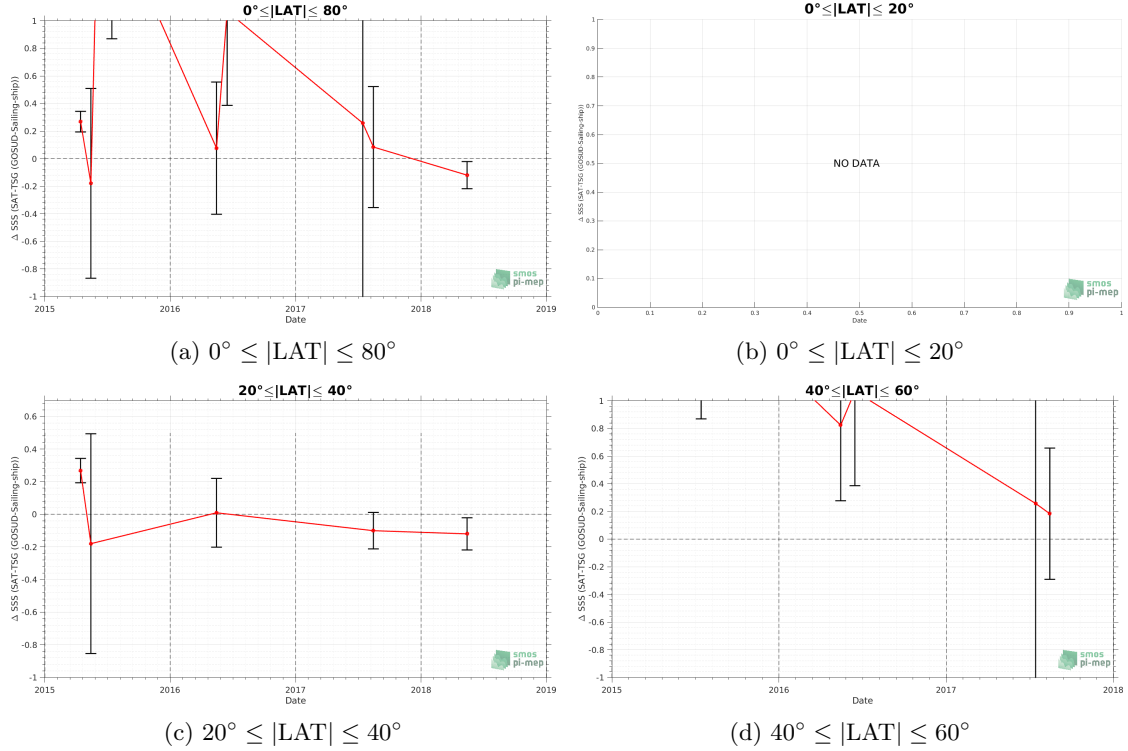 0°≤|LAT|≤ 80°
Δ SSS (SAT-TSG (GOSUD-Sailing-ship))
1
0.8
0.6
0.4
0.2
0
-0.2
-0.4
-0.6
-0.8
-1
2015 2016 2017 2018 2019
Date
smos
pi-mep
(a) 0° ≤ |LAT| ≤ 80°
0°≤|LAT|≤ 20°
Δ SSS (SAT-TSG (GOSUD-Sailing-ship))
1
0.9
0.8
0.7
0.6
0.5
0.4
0.3
0.2
0.1
0
NO DATA
0 0.1 0.2 0.3 0.4 0.5 0.6 0.7 0.8 0.9 1
Date
smos
pi-mep
(b) 0° ≤ |LAT| ≤ 20°
20°≤|LAT|≤ 40°
Δ SSS (SAT-TSG (GOSUD-Sailing-ship))
0.6
0.4
0.2
0
-0.2
-0.4
-0.6
-0.8
-1
2015 2016 2017 2018 2019
Date
smos
pi-mep
(c) 20° ≤ |LAT| ≤ 40°
40°≤|LAT|≤ 60°
Δ SSS (SAT-TSG (GOSUD-Sailing-ship))
1
0.8
0.6
0.4
0.2
0
-0.2
-0.4
-0.6
-0.8
-1
2015 2016 2017 2018
Date
smos
pi-mep
(d) 40° ≤ |LAT| ≤ 60°